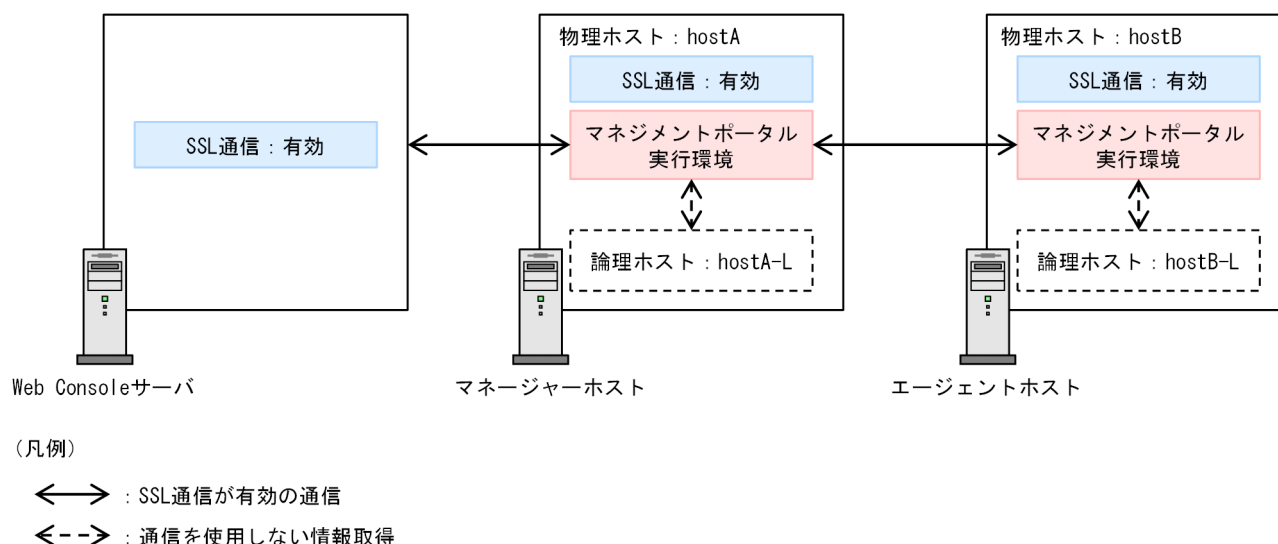 物理ホスト：hostA
物理ホスト：hostB
SSL通信：有効
SSL通信：有効
SSL通信：有効
マネジメントポータル
実行環境
マネジメントポータル
実行環境
論理ホスト：hostA-L
論理ホスト：hostB-L
Web Consoleサーバ
マネージャーホスト
エージェントホスト
（凡例）
：SSL通信が有効の通信
：通信を使用しない情報取得